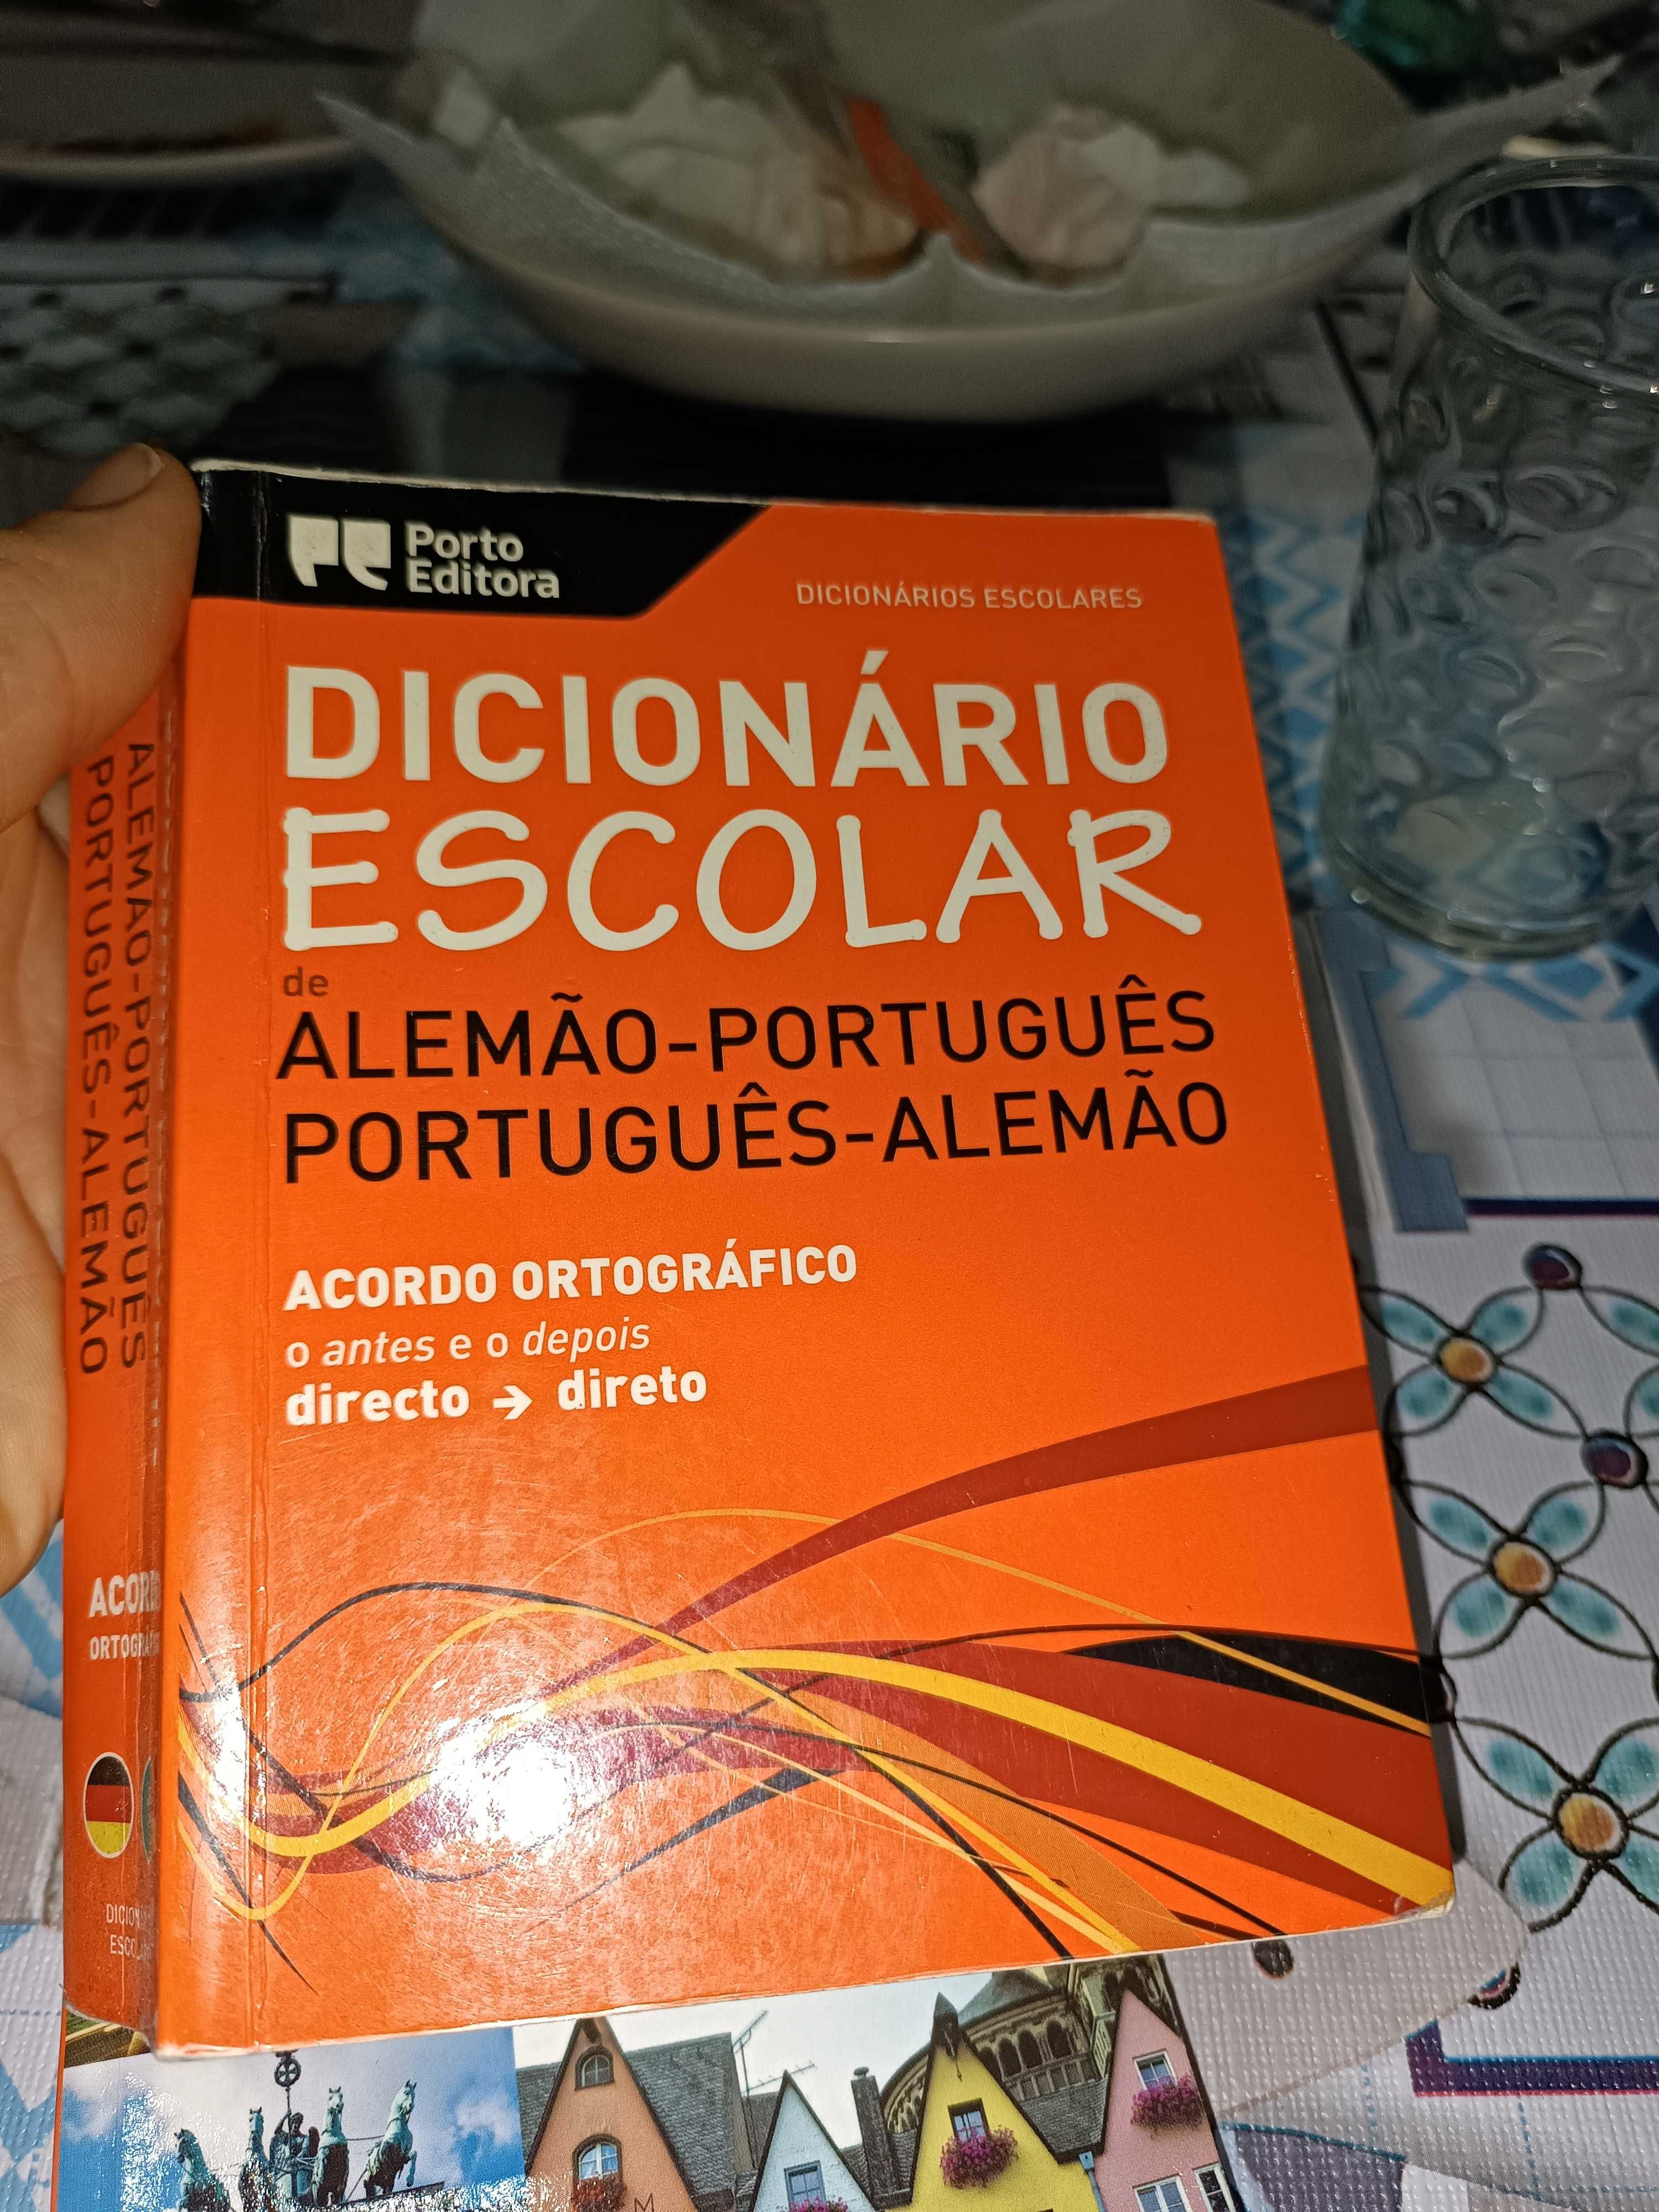 Porto
Editora
DICIONÁRIOS ESCOLARES
DICIONÁRIO
ESCOLAR
de
ALEMÃO-PORTUGUÊS
PORTUGUÊS-ALEMÃO
ACORDO ORTOGRÁFICO
o antes e o depois
directo → direto
ALEMÃO-PORTUGUÊS
PORTUGUÊS-ALEMÃO